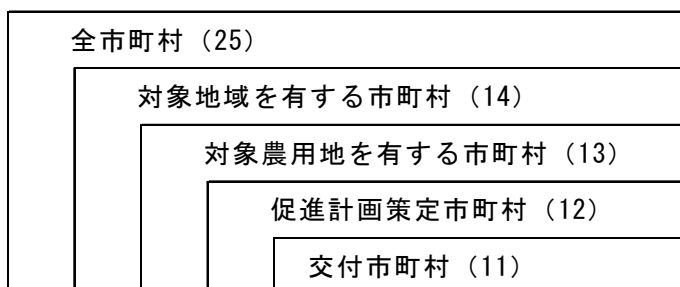 全市町村（25）
対象地域を有する市町村（14）
対象農用地を有する市町村（13）
促進計画策定市町村（12）
交付市町村（11）